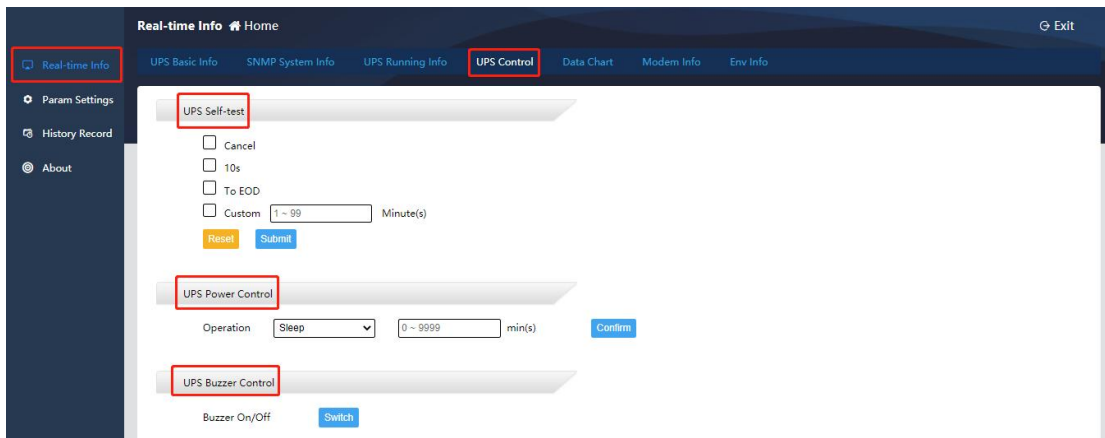 Real-time Info Home Exit
Real-time Info
Param Settings
History Record
About
UPS Basic Info SNMP System Info UPS Running Info UPS Control Data Chart Modem Info Env Info
UPS Self-test
Cancel
10s
To EOD
Custom 1 ~ 99 Minute(s)
Reset Submit
UPS Power Control
Operation Sleep 0 ~ 9999 min(s) Confirm
UPS Buzzer Control
Buzzer On/Off Switch